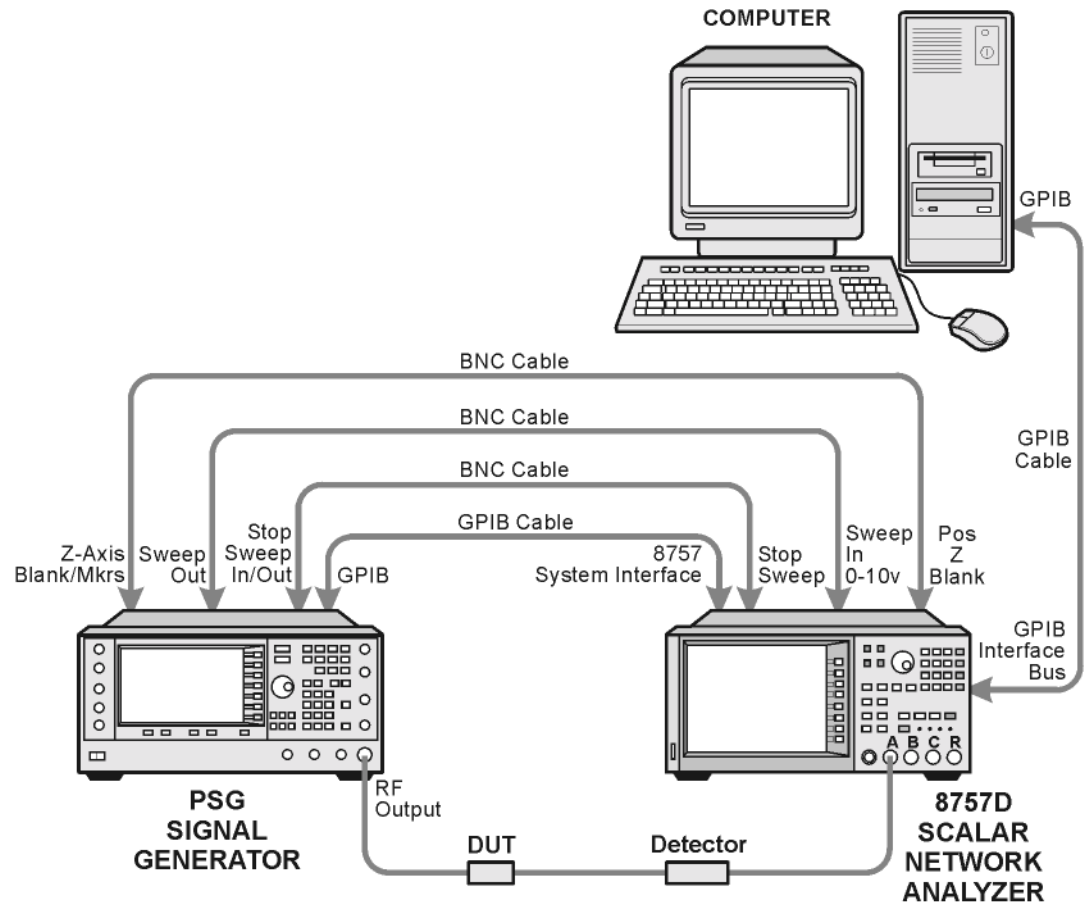 COMPUTER
GPIB
BNC Cable
BNC Cable
GPIB
Cable
BNC Cable
GPIB Cable
Z-Axis
Blank/Mkrs
Sweep
Out
Stop
Sweep
In/Out
GPIB
8757
System Interface
Stop
Sweep
Sweep
In
0-10v
Pos
Z
Blank
GPIB
Interface
Bus
A B C R
RF
Output
PSG
SIGNAL
GENERATOR
DUT
Detector
8757D
SCALAR
NETWORK
ANALYZER